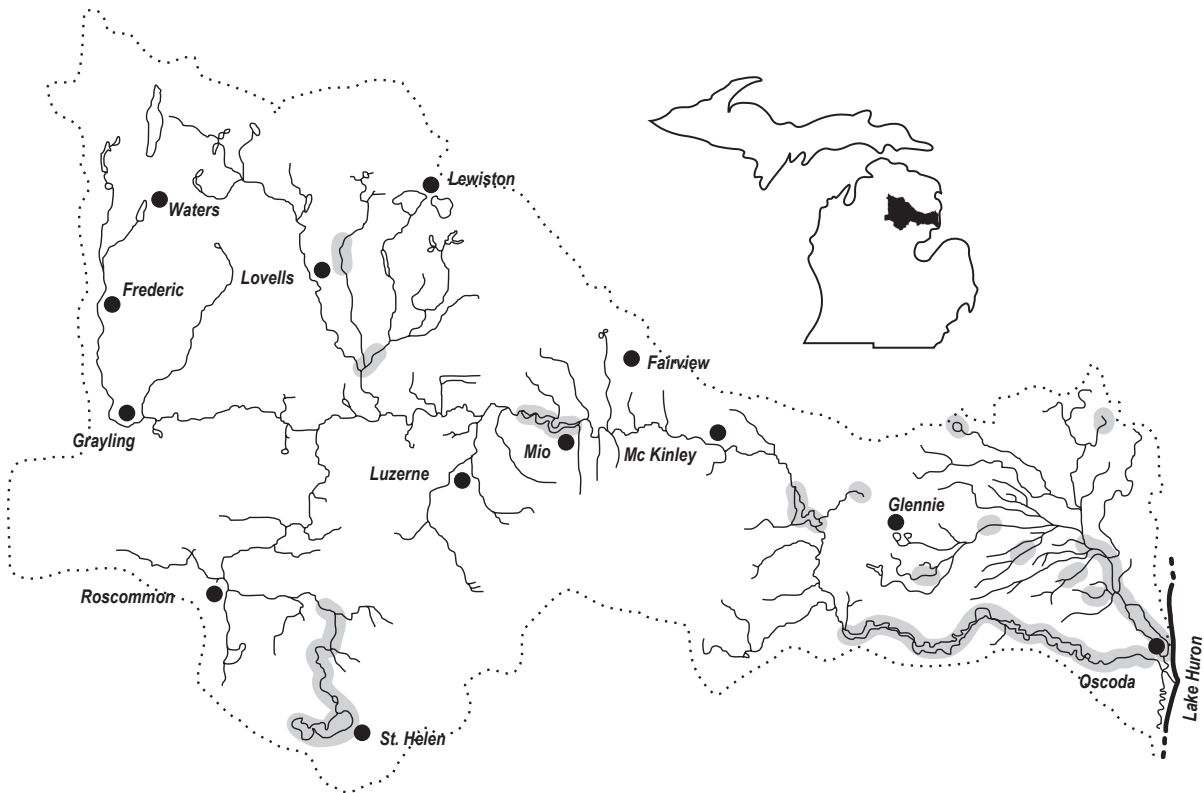 Lewiston
Waters
Lovells
Frederic
Fairview
Grayling
Mio
Mc Kinley
Luzerne
Glennie
Roscommon
Oscoda
Lake Huron
St. Helen